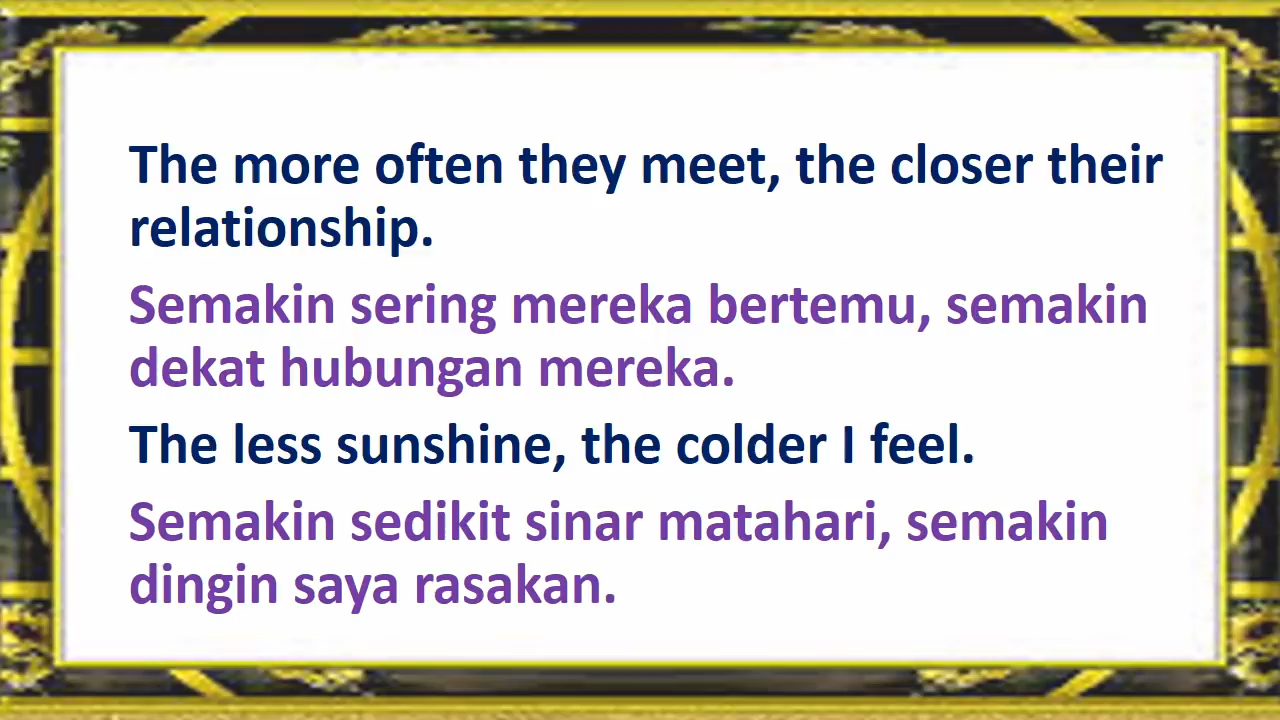 The more often they meet, the closer their
relationship.
Semakin sering mereka bertemu, semakin
dekat hubungan mereka.
The less sunshine, the colder I feel.
Semakin sedikit sinar matahari, semakin
dingin saya rasakan.